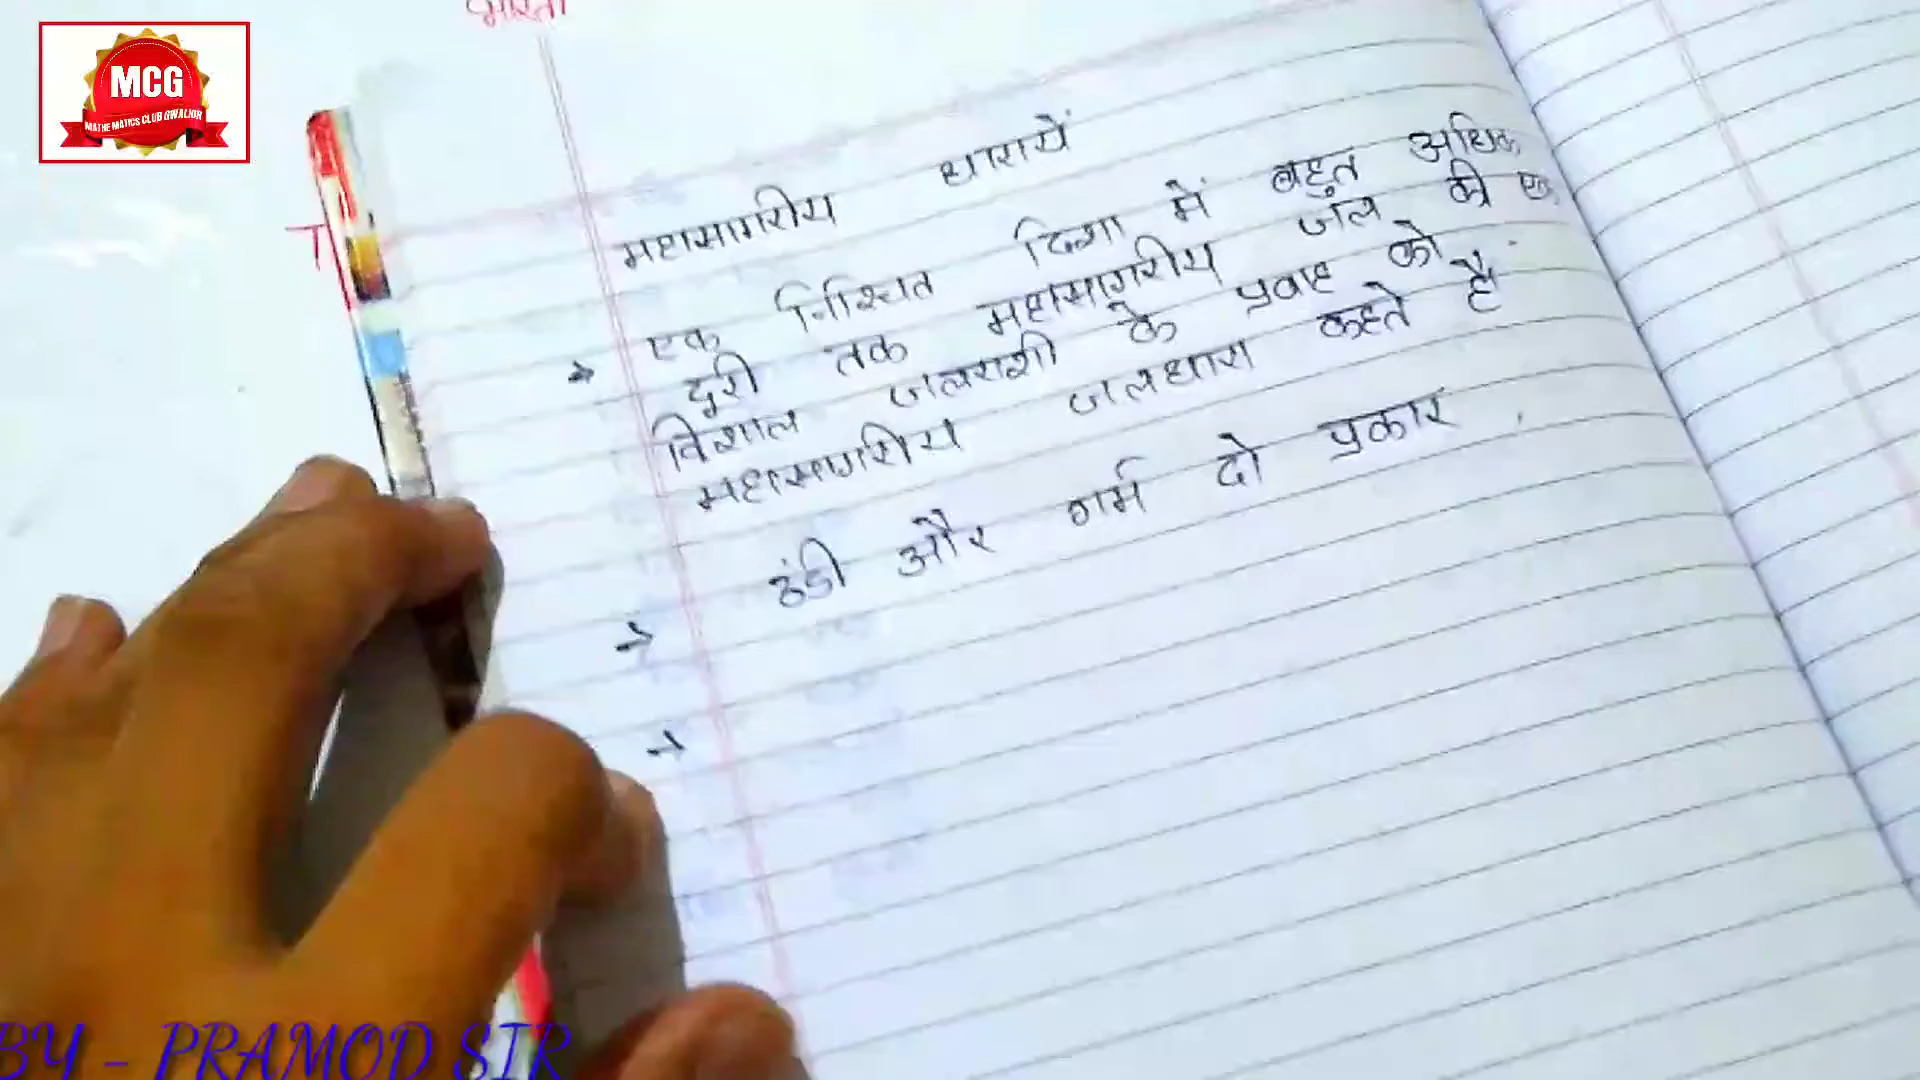 MCG
MATHEMATICS CLUB GWALIOR
महासागरीय धारायें
→ एक निश्चित दिशा में बहुत अधिक
दूरी तक महासागरीय जल की एक
विशाल जलराशी के प्रवाह को
महासागरीय जलधारा कहते है
→ ठंडी और गर्म दो प्रकार
→
BY - PRAMOD SIR